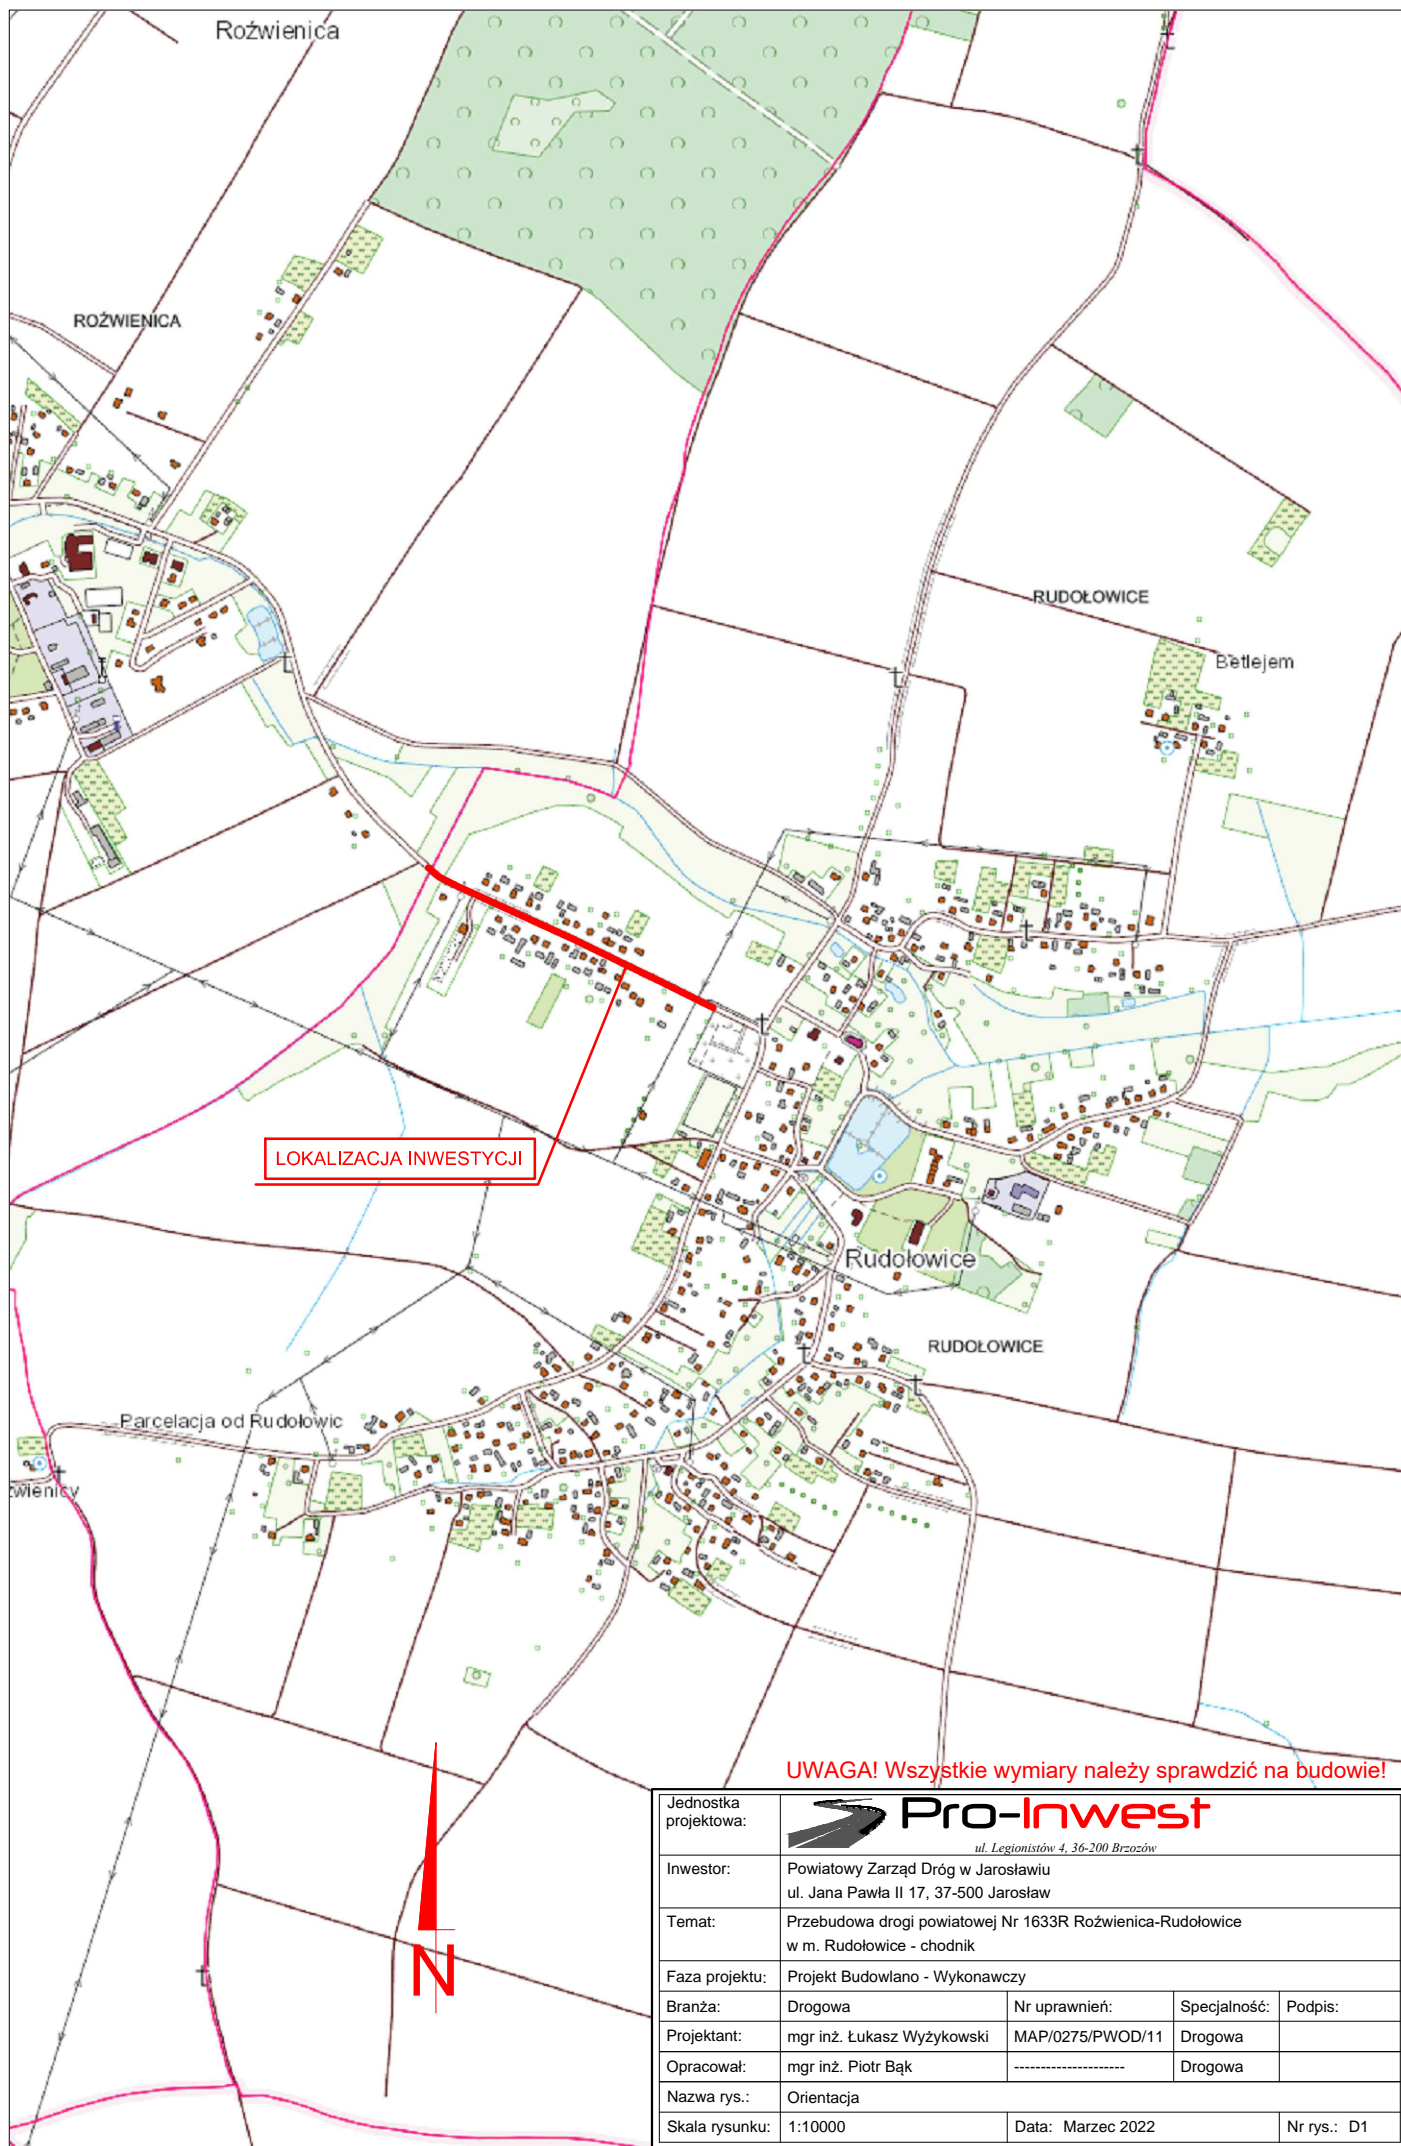 Roźwienica
ROŹWIENICA
RUDOŁOWICE
Betlejem
LOKALIZACJA INWESTYCJI
Rudołowice
RUDOŁOWICE
Parcelacja od Rudołowic
zwienicy
UWAGA! Wszystkie wymiary należy sprawdzić na budowie!
Jednostka projektowa:
Pro-Inwest
ul. Legionistów 4, 36-200 Brzozów
Inwestor:
Powiatowy Zarząd Dróg w Jarosławiu
ul. Jana Pawła II 17, 37-500 Jarosław
Temat:
Przebudowa drogi powiatowej Nr 1633R Roźwienica-Rudołowice
w m. Rudołowice - chodnik
Faza projektu: Projekt Budowlano - Wykonawczy
Branża: Drogowa Nr uprawnień: Specjalność: Podpis:
Projektant: mgr inż. Łukasz Wyżykowski MAP/0275/PWOD/11 Drogowa
Opracował: mgr inż. Piotr Bąk --------------------- Drogowa
Nazwa rys.: Orientacja
Skala rysunku: 1:10000 Data: Marzec 2022 Nr rys.: D1
N